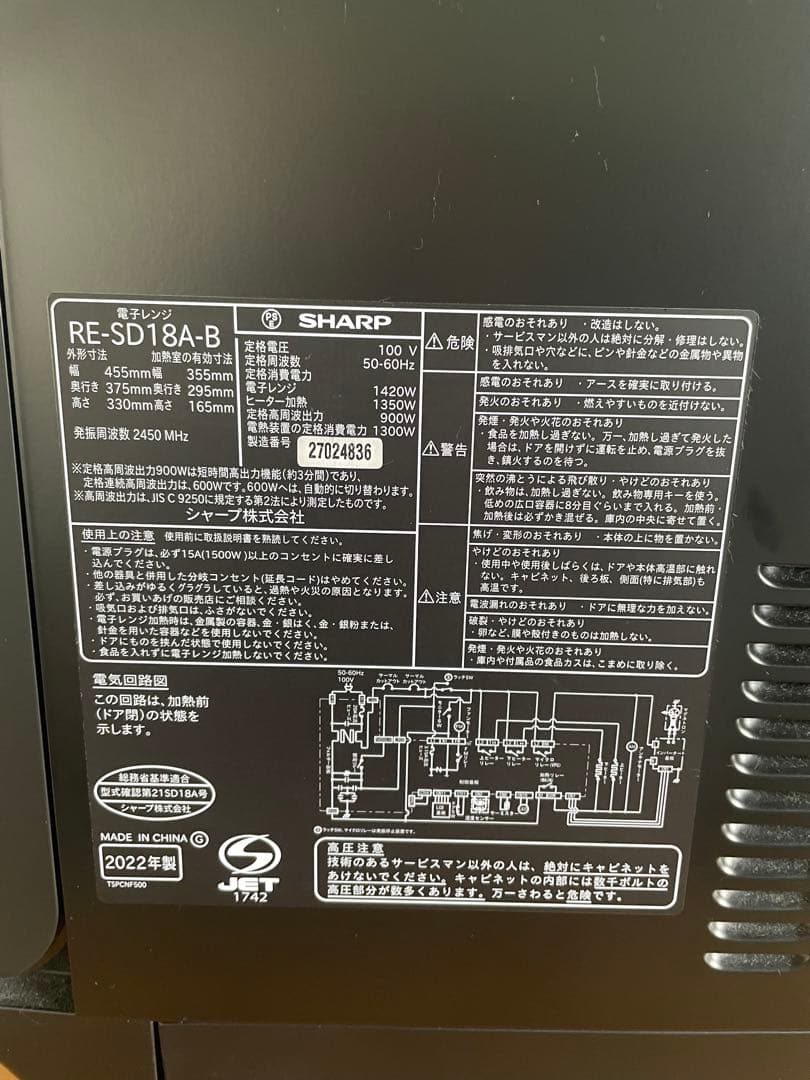 電子レンジ
RE-SD18A-B
外形寸法 加熱室の有効寸法
幅 455mm 幅 355mm
奥行き 375mm 奥行き 295mm
高さ 330mm 高さ 165mm
発振周波数 2450 MHz
PS
E
SHARP
定格電圧 100 V
定格周波数 50-60Hz
定格消費電力
電子レンジ 1420W
ヒーター加熱 1350W
定格高周波出力 900W
電熱装置の定格消費電力 1300W
製造番号 27024836
※定格高周波出力900Wは短時間高出力機能(約3分間)であり、
定格連続高周波出力は、600Wです。600Wへは、自動的に切り替わります。
※高周波出力は、JIS C 9250に規定する第2法により測定したものです。
シャープ株式会社
使用上の注意 使用前に取扱説明書を熟読してください。
・電源プラグは、必ず15A(1500W)以上のコンセントに確実に差し
込んでください。
・他の器具と併用した分岐コンセント(延長コード)はやめてください。
・差し込みがゆるくグラグラしていると、過熱や火災の原因となります。
必ず、お買いあげの販売店にご相談ください。
・吸気口および排気口は、ふさがないでください。
・電子レンジ加熱時は、金属製の容器、金・銀はく、金・銀粉または、
針金を用いた容器などを使用しないでください。
・ドアにものを挟んだ状態で使用しないでください。
・食品を入れずに電子レンジ加熱しないでください。
危険
感電のおそれあり ・改造はしない。
・サービスマン以外の人は絶対に分解・修理はしない。
・吸排気口や穴などに、ピンや針金などの金属物や異物
を入れない。
警告
感電のおそれあり ・アースを確実に取り付ける。
発火のおそれあり ・燃えやすいものを近付けない。
発煙・発火や火花のおそれあり
・食品を加熱し過ぎない。万一、加熱し過ぎて発火した
場合は、ドアを開けずに運転を止め、電源プラグを抜
き、鎮火するのを待つ。
突然の沸とうによる飛び散り・やけどのおそれあり
・飲み物は、加熱し過ぎない。飲み物専用キーを使う。
低めの広口容器に8分目ぐらいまで入れる。加熱前・
加熱後は必ずかき混ぜる。庫内の中央に寄せて置く。
注意
焦げ・変形のおそれあり ・本体の上に物を置かない。
やけどのおそれあり
・使用中や使用後しばらくは、ドアや本体高温部に触れ
ない。キャビネット、後ろ板、側面(特に排気部)も
高温です。
電波漏れのおそれあり ・ドアに無理な力を加えない。
破裂・やけどのおそれあり
・卵など、膜や殻付きのものは加熱しない。
発煙・発火や火花のおそれあり
・庫内や付属品の食品カスは、こまめに取り除く。
電気回路図
この回路は、加熱前
(ドア閉)の状態を
示します。
50-60Hz
100V
サーマル
カットアウト
サーマル
カットアウト
ラッチSW
総務省基準適合
型式確認第21SD18A号
シャープ株式会社
MADE IN CHINA G
2022年製
TSPCNF500
S
JET
1742
高圧注意
技術のあるサービスマン以外の人は、絶対にキャビネットを
あけないでください。キャビネットの内部には数千ボルトの
高圧部分が数多くあります。万一さわると危険です。